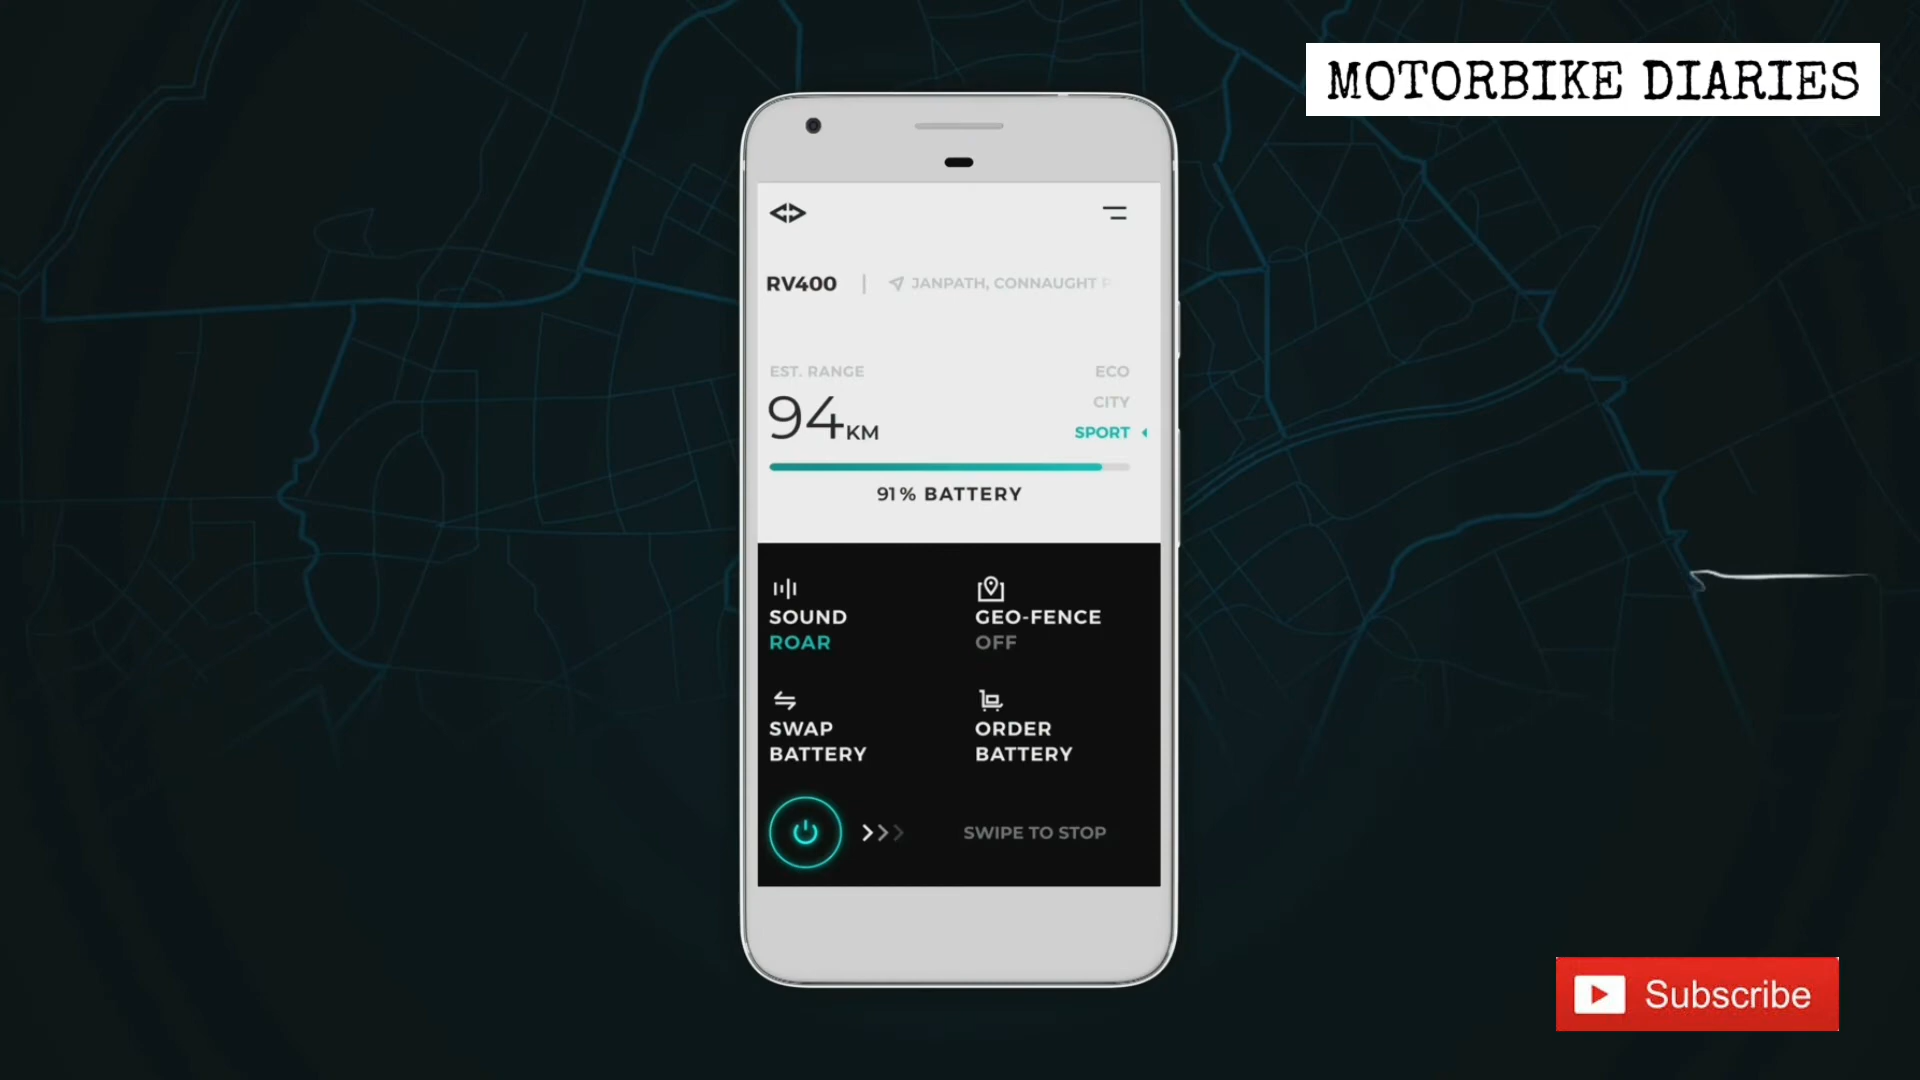 MOTORBIKE DIARIES
RV400 | JANPATH, CONNAUGHT P
EST. RANGE
94KM
ECO
CITY
SPORT
91% BATTERY
SOUND
ROAR
GEO-FENCE
OFF
SWAP
BATTERY
ORDER
BATTERY
SWIPE TO STOP
Subscribe